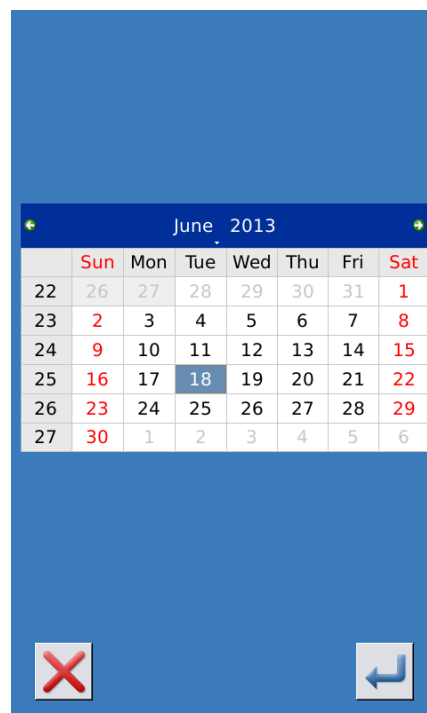 June 2013
Sun Mon Tue Wed Thu Fri Sat
22 26 27 28 29 30 31 1
23 2 3 4 5 6 7 8
24 9 10 11 12 13 14 15
25 16 17 18 19 20 21 22
26 23 24 25 26 27 28 29
27 30 1 2 3 4 5 6